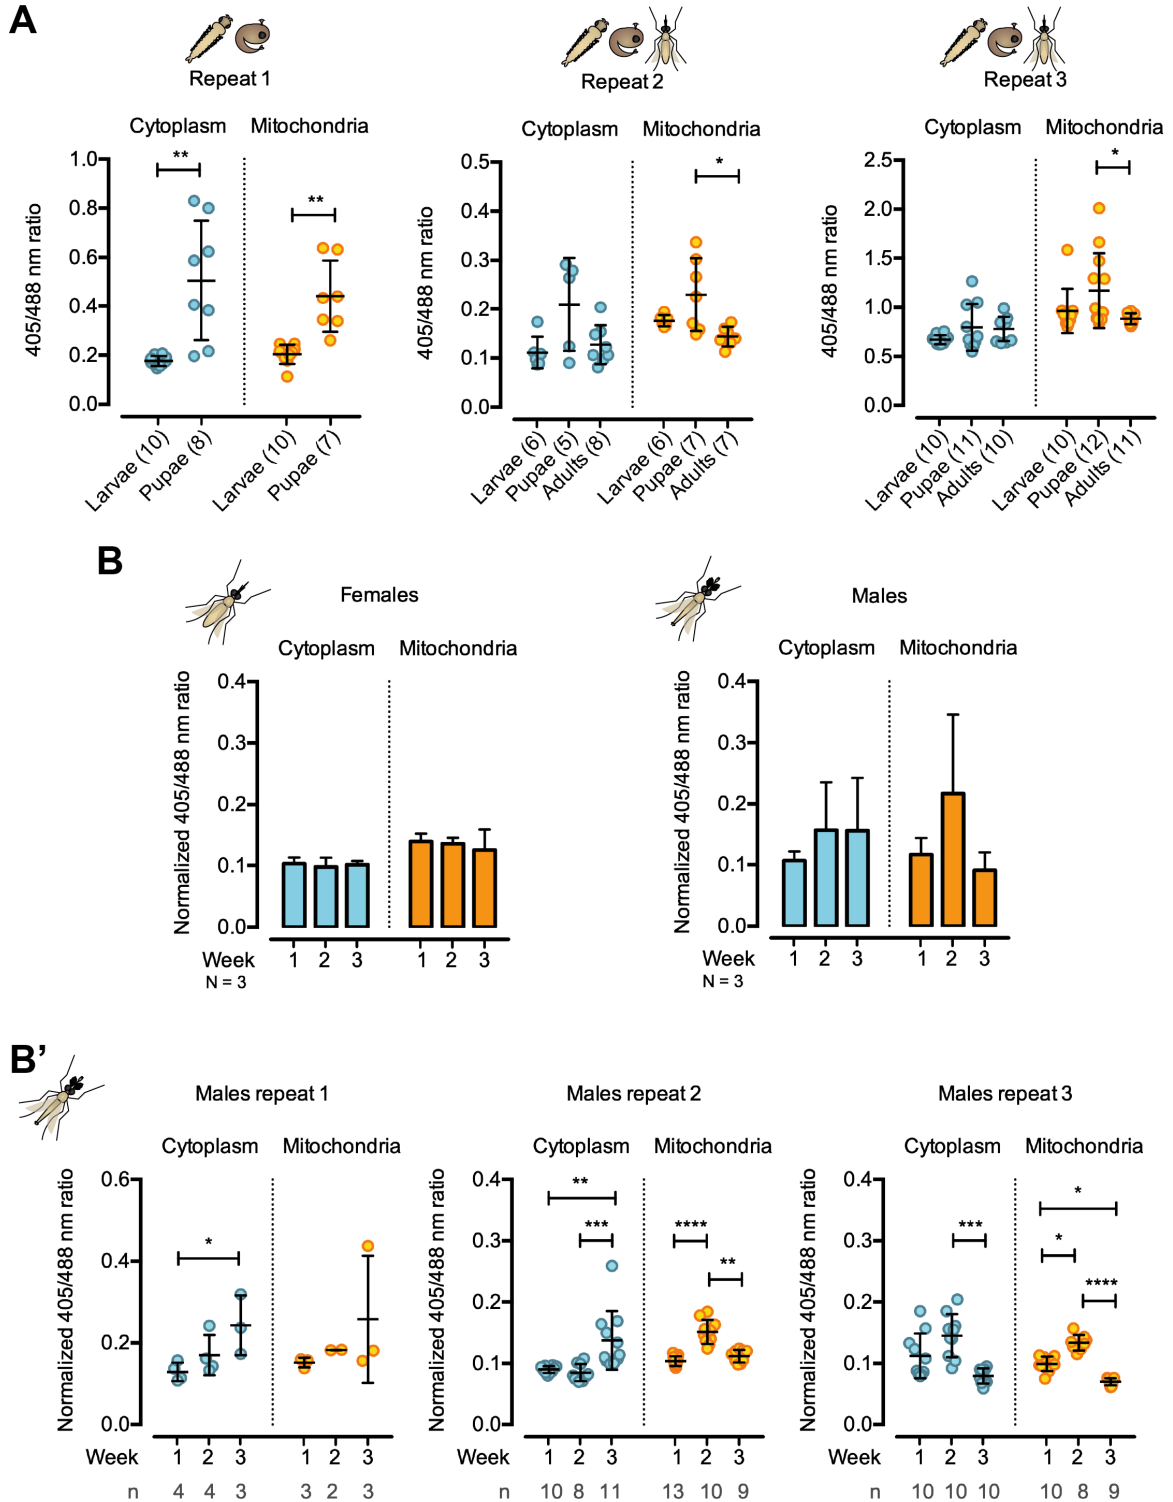 A
Repeat 1
Repeat 2
Repeat 3
Cytoplasm
Mitochondria
Cytoplasm
Mitochondria
Cytoplasm
Mitochondria
405/488 nm ratio
1.0
0.8
0.6
0.4
0.2
0.0
**
**
Larvae (10)
Pupae (8)
Larvae (10)
Pupae (7)
405/488 nm ratio
0.5
0.4
0.3
0.2
0.1
0.0
*
Larvae (6)
Pupae (5)
Adults (8)
Larvae (6)
Pupae (7)
Adults (7)
405/488 nm ratio
2.5
2.0
1.5
1.0
0.5
0.0
*
Larvae (10)
Pupae (11)
Adults (10)
Larvae (10)
Pupae (12)
Adults (11)
B
Females
Cytoplasm
Mitochondria
Normalized 405/488 nm ratio
0.4
0.3
0.2
0.1
0.0
Week 1 2 3 1 2 3
N = 3
Males
Cytoplasm
Mitochondria
Normalized 405/488 nm ratio
0.4
0.3
0.2
0.1
0.0
Week 1 2 3 1 2 3
N = 3
B’
Males repeat 1
Cytoplasm
Mitochondria
Normalized 405/488 nm ratio
0.6
0.4
0.2
0.0
*
Week 1 2 3 1 2 3
n 4 4 3 3 2 3
Males repeat 2
Cytoplasm
Mitochondria
Normalized 405/488 nm ratio
0.4
0.3
0.2
0.1
0.0
**
***
****
**
Week 1 2 3 1 2 3
n 10 8 11 13 10 9
Males repeat 3
Cytoplasm
Mitochondria
Normalized 405/488 nm ratio
0.4
0.3
0.2
0.1
0.0
***
*
*
****
Week 1 2 3 1 2 3
n 10 10 10 10 8 9